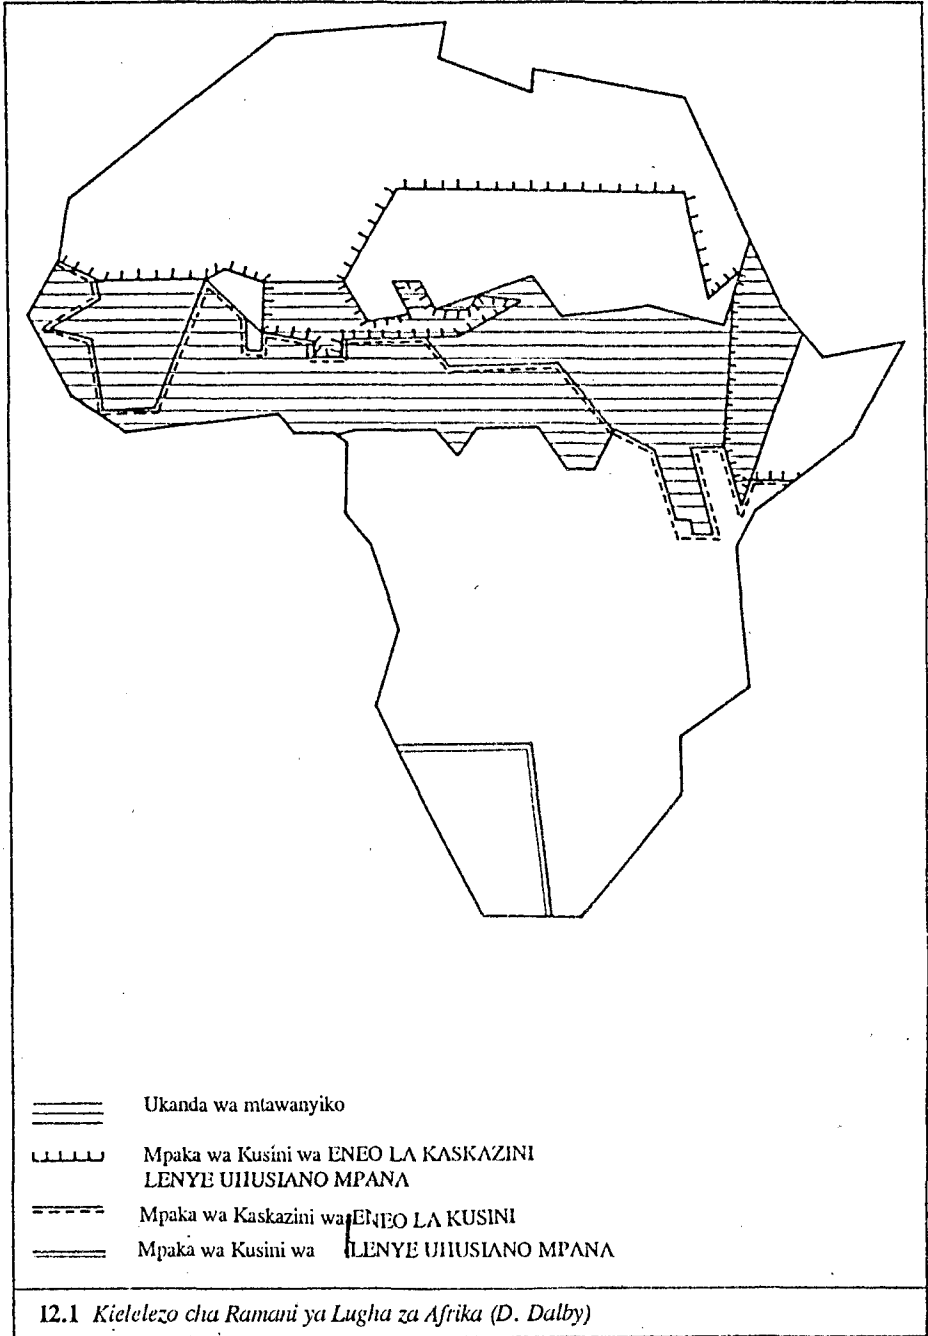 Ukanda wa mtawanyiko
Mpaka wa Kusini wa ENEO LA KASKAZINI
LENYE UHUSIANO MPANA
Mpaka wa Kaskazini wa ENEO LA KUSINI
Mpaka wa Kusini wa LENYE UHUSIANO MPANA
12.1 Kielelezo cha Ramani ya Lugha za Afrika (D. Dalby)